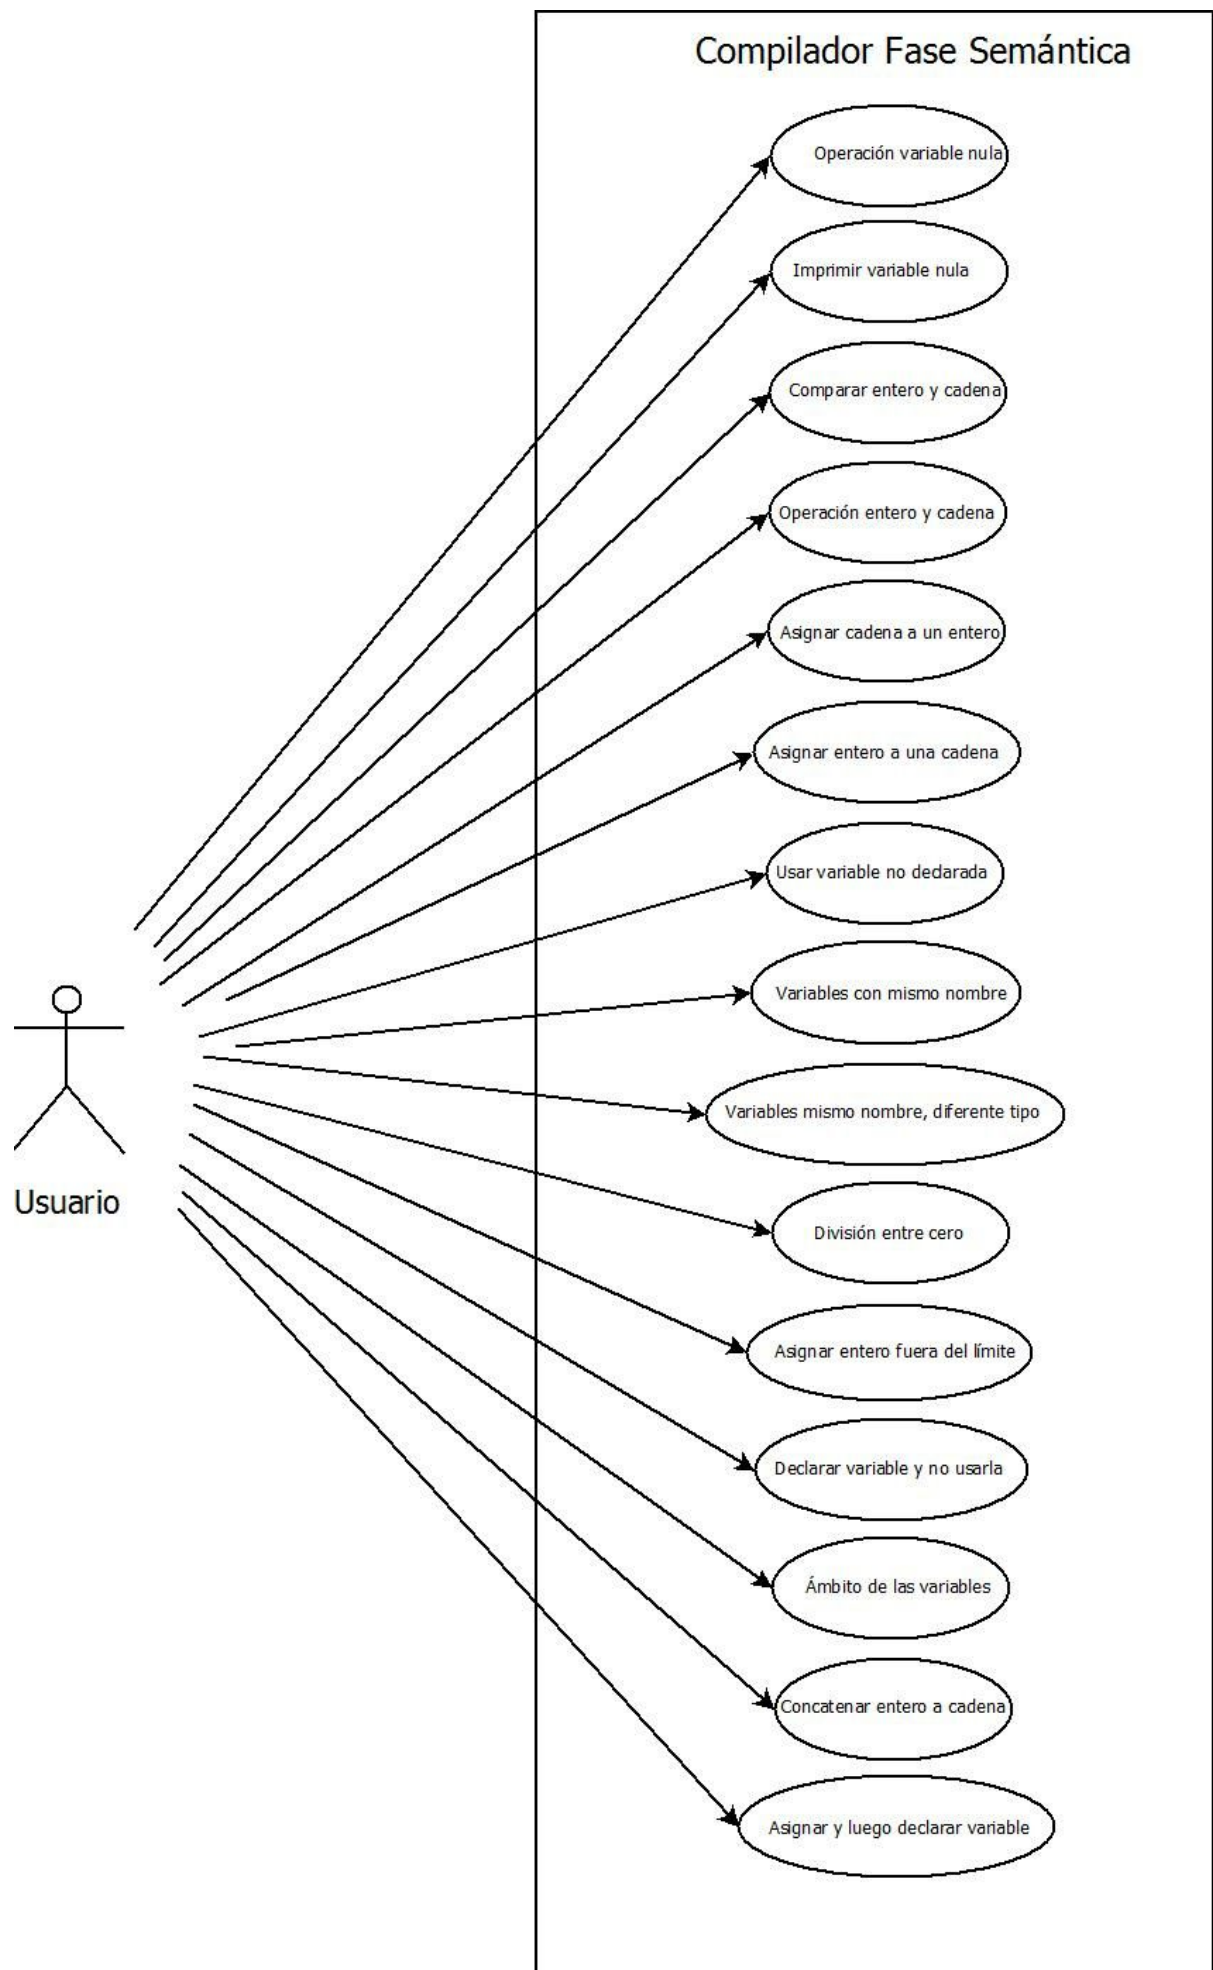 Compilador Fase Semántica
Operación variable nula
Imprimir variable nula
Comparar entero y cadena
Operación entero y cadena
Asignar cadena a un entero
Asignar entero a una cadena
Usar variable no declarada
Variables con mismo nombre
Variables mismo nombre, diferente tipo
Usuario
División entre cero
Asignar entero fuera del límite
Declarar variable y no usarla
Ámbito de las variables
Concatenar entero a cadena
Asignar y luego declarar variable